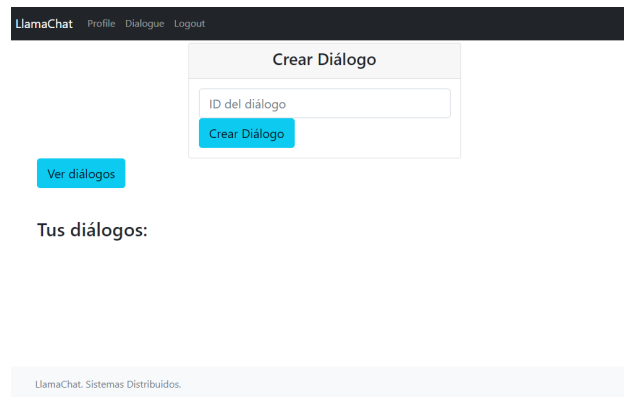 LlamaChat Profile Dialogue Logout
Crear Diálogo
ID del diálogo
Crear Diálogo
Ver diálogos
Tus diálogos:
LlamaChat. Sistemas Distribuidos.